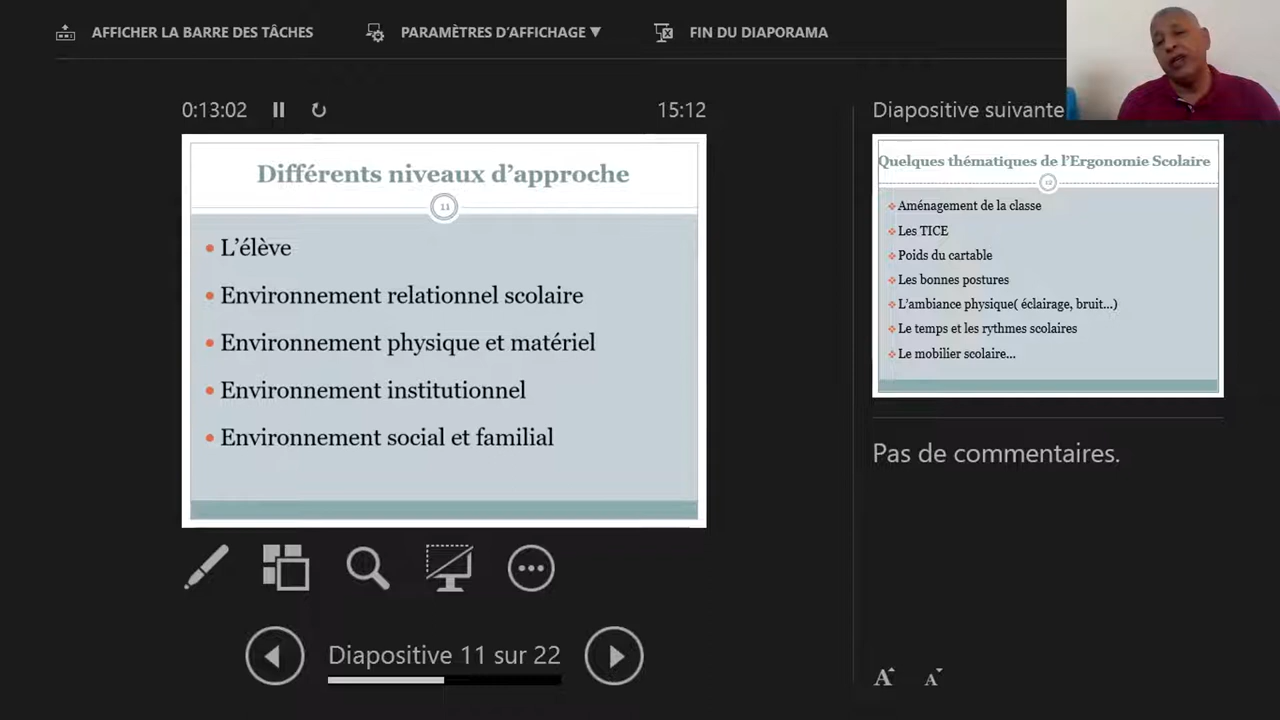 AFFICHER LA BARRE DES TÂCHES
PARAMÈTRES D'AFFICHAGE ▼
FIN DU DIAPORAMA
0:13:02
15:12
Différents niveaux d'approche
11
• L'élève
• Environnement relationnel scolaire
• Environnement physique et matériel
• Environnement institutionnel
• Environnement social et familial
Diapositive 11 sur 22
Diapositive suivante
Quelques thématiques de l'Ergonomie Scolaire
12
❖ Aménagement de la classe
❖ Les TICE
❖ Poids du cartable
❖ Les bonnes postures
❖ L'ambiance physique( éclairage, bruit...)
❖ Le temps et les rythmes scolaires
❖ Le mobilier scolaire...
Pas de commentaires.
A A